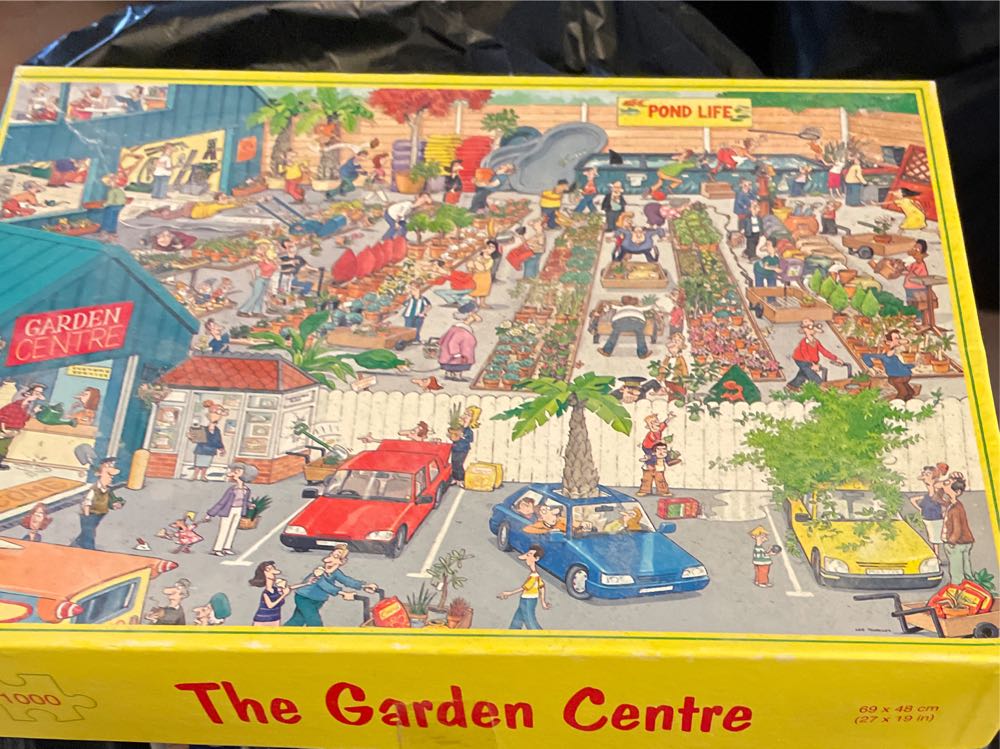 POND LIFE
GARDEN
CENTRE
1000
The Garden Centre
69 x 48 cm
(27 x 19 in)